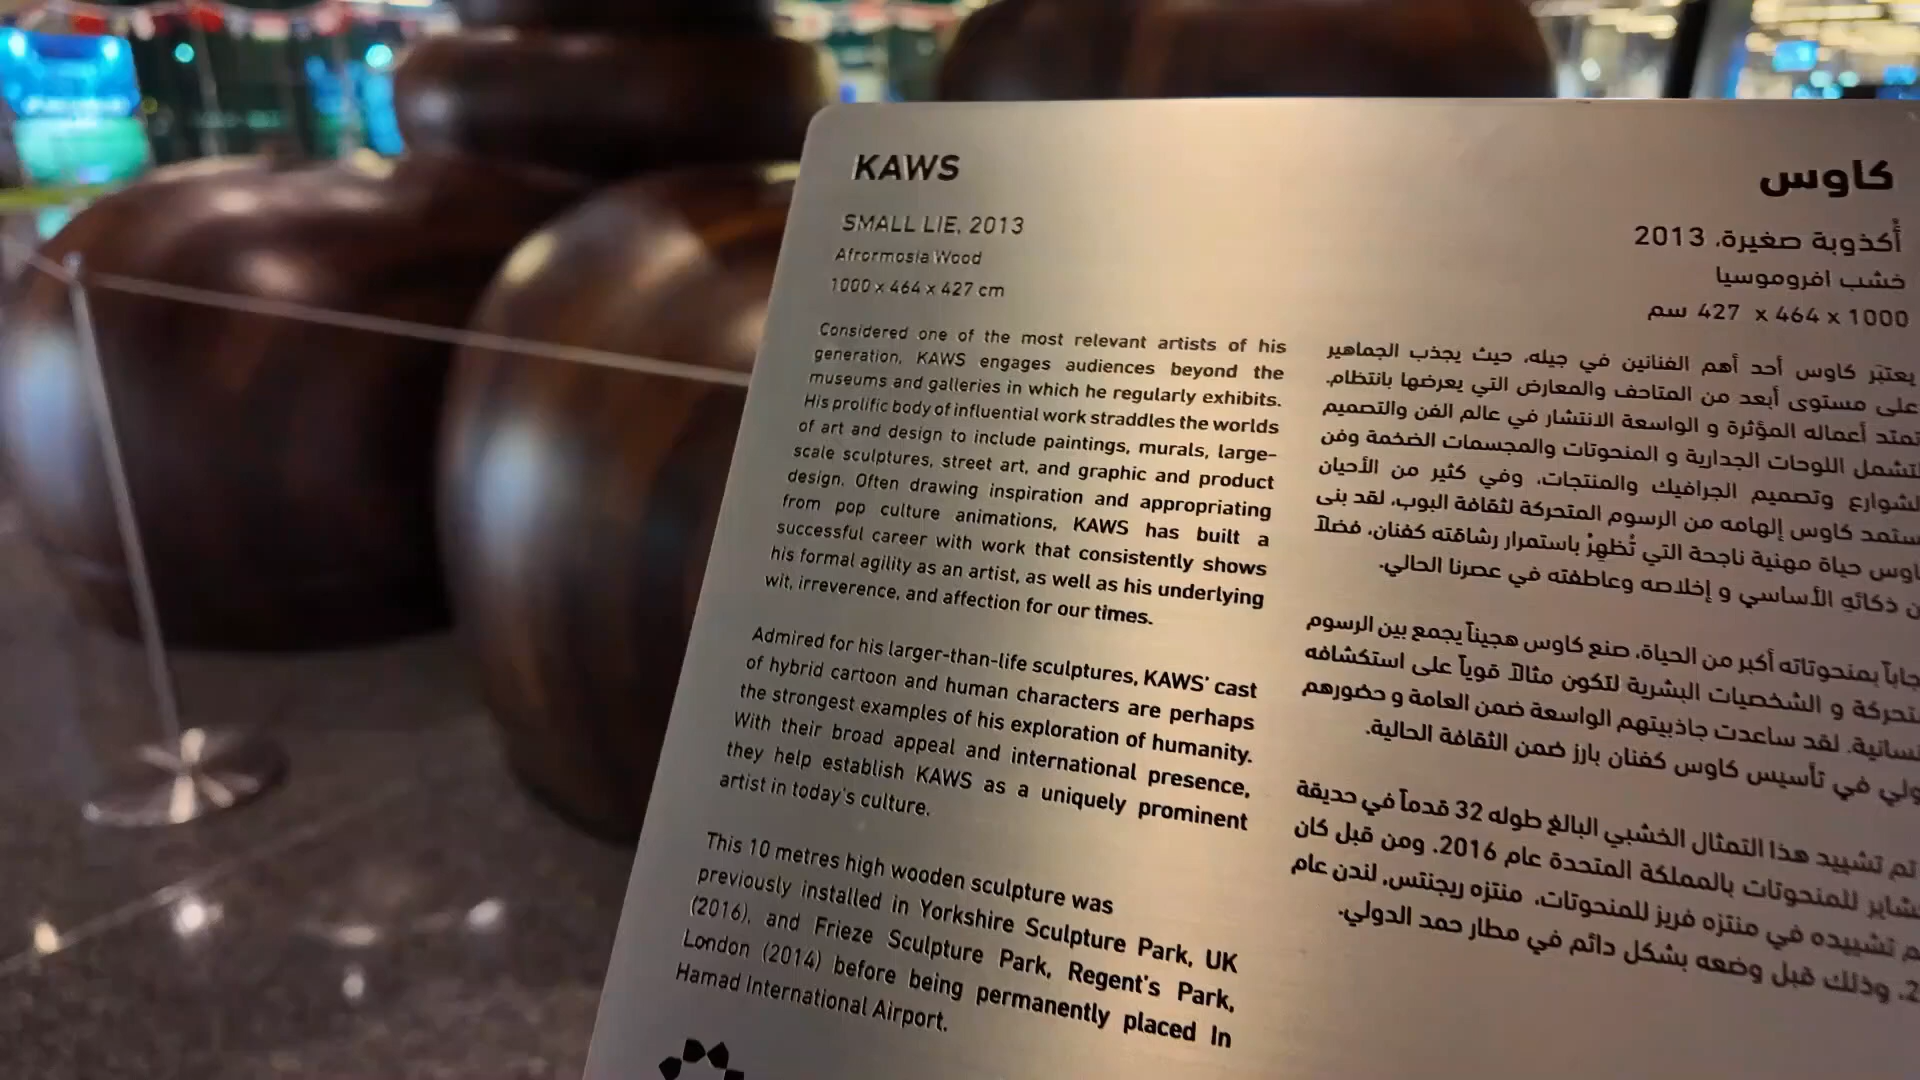 KAWS
SMALL LIE, 2013
Afrormosia Wood
1000 x 464 x 427 cm
Considered one of the most relevant artists of his
generation, KAWS engages audiences beyond the
museums and galleries in which he regularly exhibits.
His prolific body of influential work straddles the worlds
of art and design to include paintings, murals, large-
scale sculptures, street art, and graphic and product
design. Often drawing inspiration and appropriating
from pop culture animations, KAWS has built a
successful career with work that consistently shows
his formal agility as an artist, as well as his underlying
wit, irreverence, and affection for our times.
Admired for his larger-than-life sculptures, KAWS' cast
of hybrid cartoon and human characters are perhaps
the strongest examples of his exploration of humanity.
With their broad appeal and international presence,
they help establish KAWS as a uniquely prominent
artist in today's culture.
This 10 metres high wooden sculpture was
previously installed in Yorkshire Sculpture Park, UK
(2016), and Frieze Sculpture Park, Regent's Park,
London (2014) before being permanently placed In
Hamad International Airport.
كاوس
أكذوبة صغيرة، 2013
خشب افروموسيا
1000 x 464 x 427 سم
يعتبَر كاوس أحد أهم الفنانين في جيله، حيث يجذب الجماهير
على مستوى أبعد من المتاحف والمعارض التي يعرضها بانتظام.
تمتد أعماله المؤثرة و الواسعة الانتشار في عالم الفن والتصميم
لتشمل اللوحات الجدارية و المنحوتات والمجسمات الضخمة وفن
الشوارع وتصميم الجرافيك والمنتجات، وفي كثير من الأحيان
إلهامه من الرسوم المتحركة لثقافة البوب، لقد بنى
حياة مهنية ناجحة التي تُظهِرُ باستمرار رشاقته كفنان، فضلاً
ذكائهِ الأساسي و إخلاصه وعاطفته في عصرنا الحالي.
بمنحوتاته أكبر من الحياة، صنع كاوس هجيناً يجمع بين الرسوم
و الشخصيات البشرية لتكون مثالاً قوياً على استكشافه
لقد ساعدت جاذبيتهم الواسعة ضمن العامة و حضورهم
في تأسيس كاوس كفنان بارز ضمن الثقافة الحالية.
تم تشييد هذا التمثال الخشبي البالغ طوله 32 قدماً في حديقة
للمنحوتات بالمملكة المتحدة عام 2016. ومن قبل كان
تشييده في منتزه فريز للمنحوتات، منتزه ريجنتس, لندن عام
وذلك قبل وضعه بشكل دائم في مطار حمد الدولي.